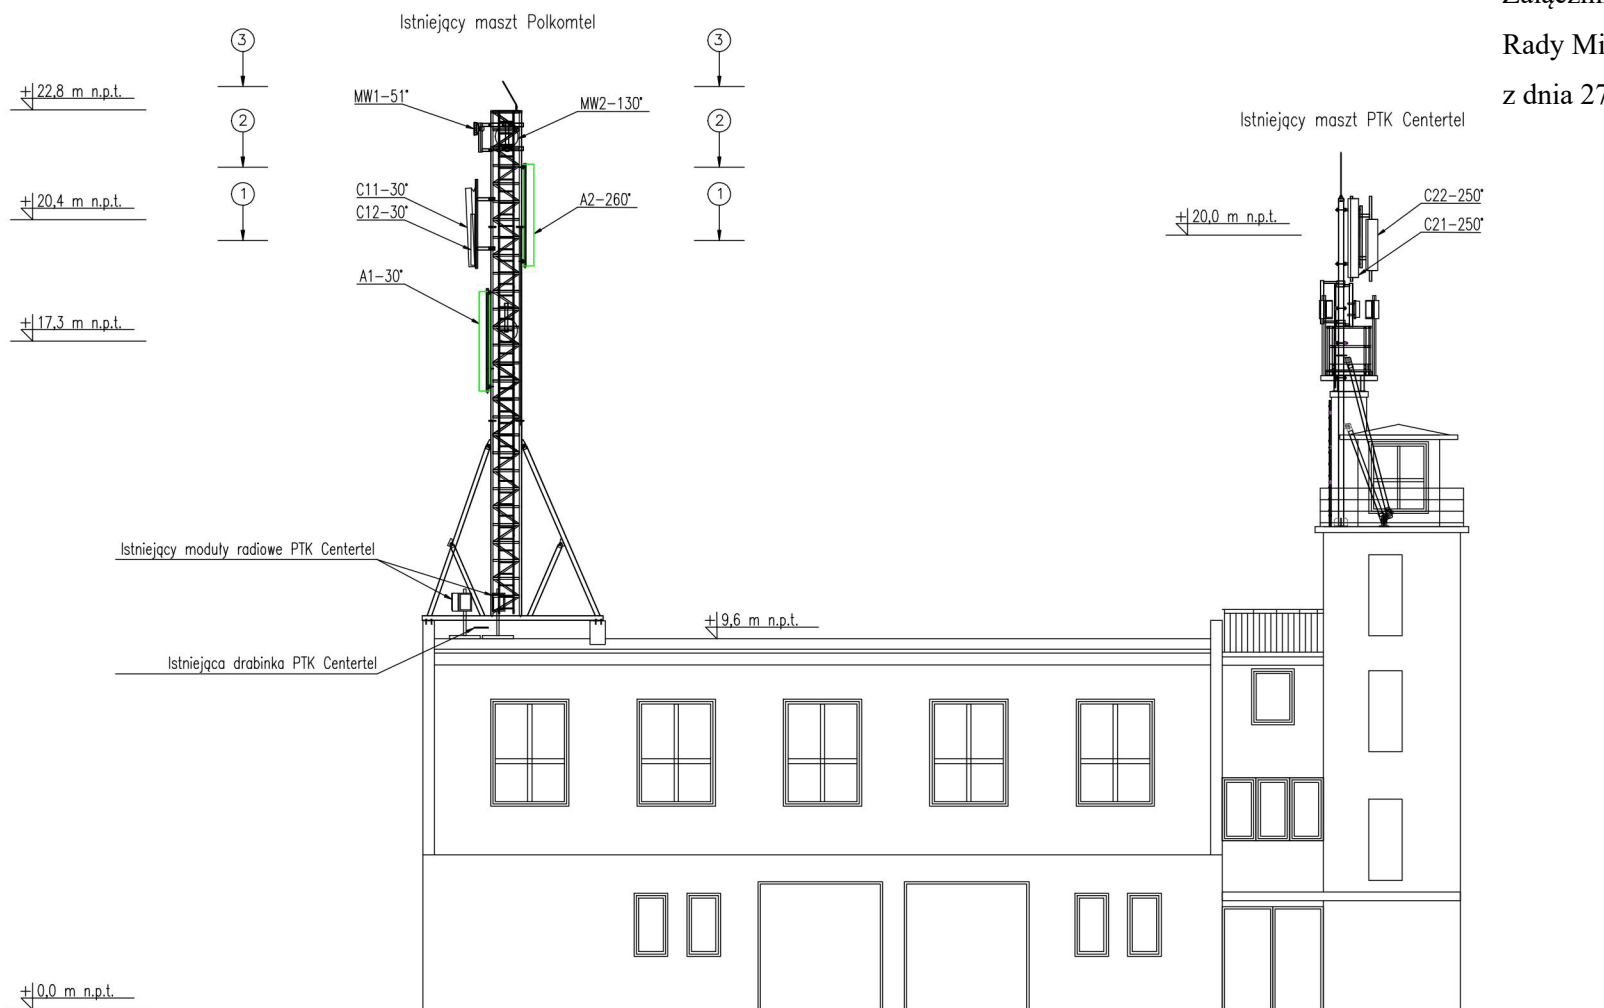 Istniejący maszt Polkomtel
Rady Mi
z dnia 27
3
3
+22,8 m n.p.t.
MW1-51°
MW2-130°
2
2
Istniejący maszt PTK Centertel
+20,4 m n.p.t.
1
1
C11-30°
C12-30°
A2-260°
C22-250°
C21-250°
+20,0 m n.p.t.
A1-30°
+17,3 m n.p.t.
Istniejący moduły radiowe PTK Centertel
+9,6 m n.p.t.
Istniejąca drabinka PTK Centertel
+0,0 m n.p.t.